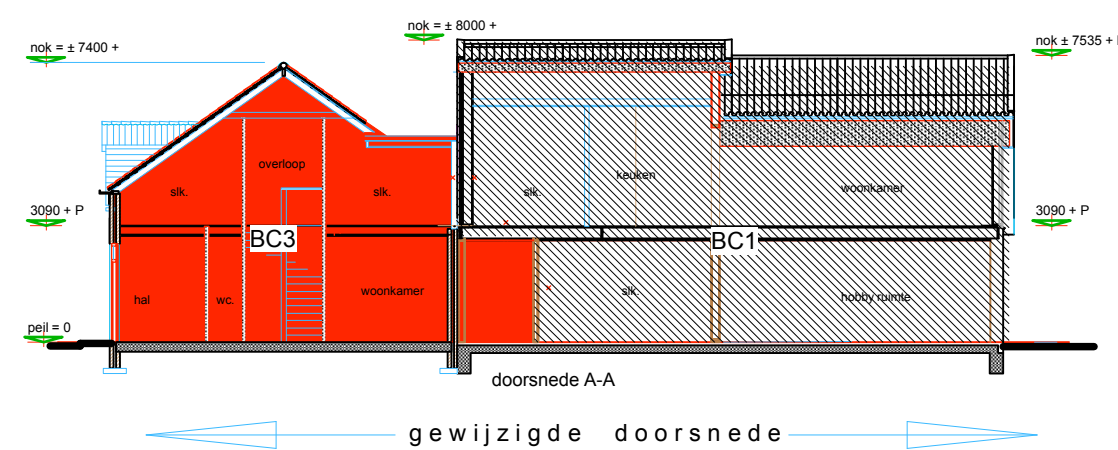 nok = ± 8000 +
nok = ± 7400 +
nok ± 7535 +
overloop
slk.
slk.
slk.
keuken
woonkamer
3090 + P
3090 + P
BC3
BC1
hal
wc.
woonkamer
slk.
hobby ruimte
peil = 0
doorsnede A-A
gewijzigde doorsnede